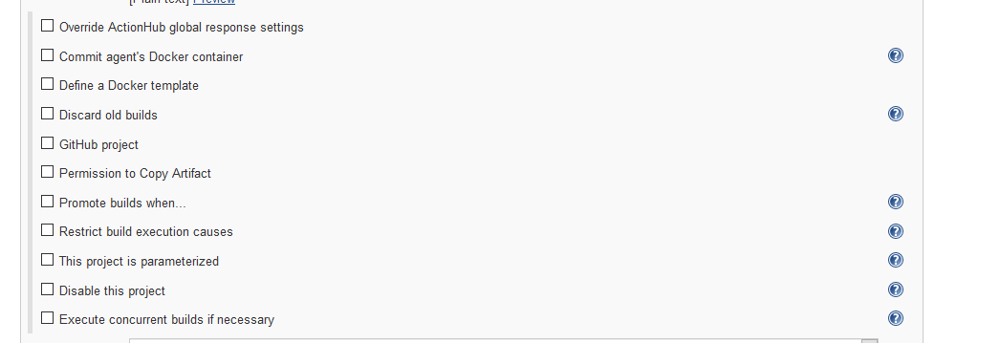 [Plain text] Preview
Override ActionHub global response settings
Commit agent's Docker container
Define a Docker template
Discard old builds
GitHub project
Permission to Copy Artifact
Promote builds when...
Restrict build execution causes
This project is parameterized
Disable this project
Execute concurrent builds if necessary